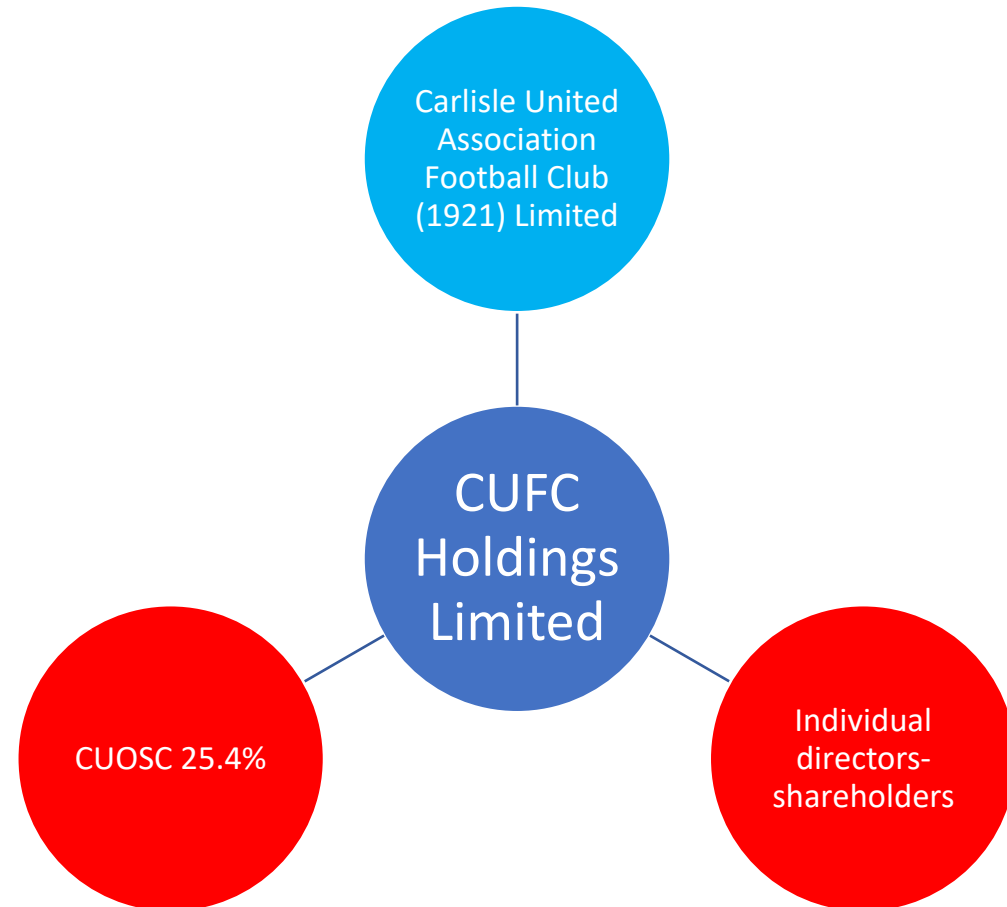 Carlisle United
Association
Football Club
(1921) Limited
CUFC
Holdings
Limited
CUOSC 25.4%
Individual
directors-
shareholders